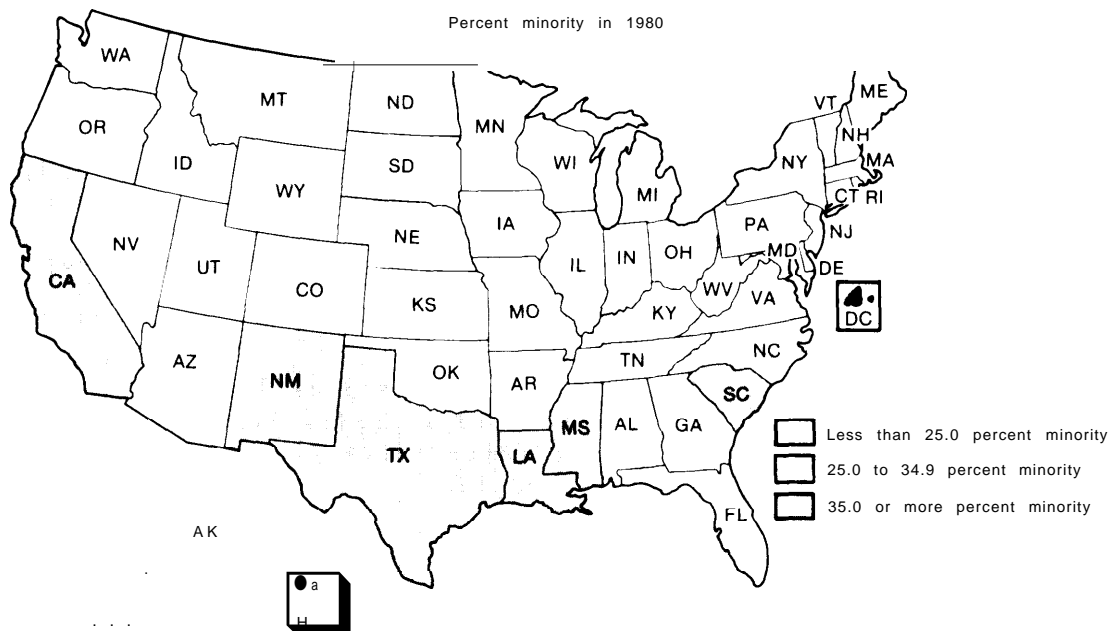 Percent minority in 1980
WA
MT
ND
MN
VT
ME
OR
ID
SD
WI
MI
NY
NH
MA
WY
CT RI
IA
PA
NE
NJ
NV
OH
IN
IL
MD
UT
DE
CA
CO
WV
VA
KS
MO
KY
DC
NC
AZ
TN
OK
NM
AR
SC
MS
AL
GA
Less than 25.0 percent minority
TX
LA
25.0 to 34.9 percent minority
35.0 or more percent minority
FL
AK
a
H
. . .